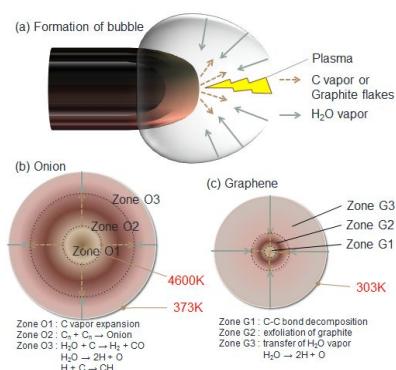 (a) Formation of bubble
Plasma
C vapor or
Graphite flakes
H₂O vapor
(b) Onion
Zone O3
Zone O2
Zone O1
4600K
373K
Zone O1 : C vapor expansion
Zone O2 : Cₙ + Cₙ → Onion
Zone O3 : H₂O + C → H₂ + CO
H₂O → 2H + O
H + C → CH
(c) Graphene
Zone G3
Zone G2
Zone G1
303K
Zone G1 : C-C bond decomposition
Zone G2 : exfoliation of graphite
Zone G3 : transfer of H₂O vapor
H₂O → 2H + O